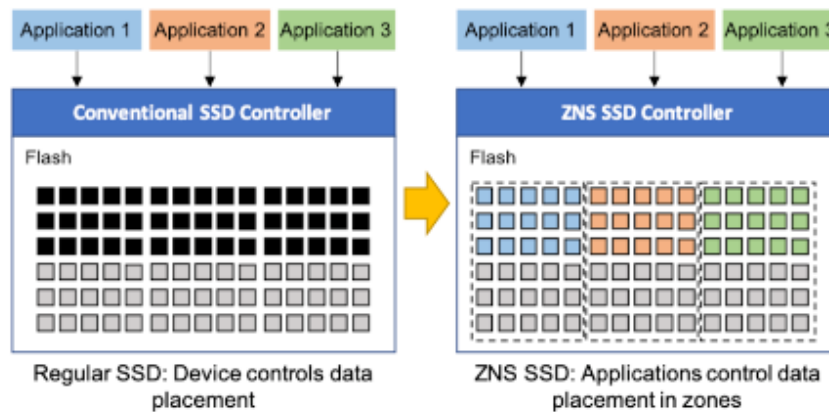 Application 1
Application 2
Application 3
Conventional SSD Controller
Flash
Regular SSD: Device controls data
placement
Application 1
Application 2
Application 3
ZNS SSD Controller
Flash
ZNS SSD: Applications control data
placement in zones